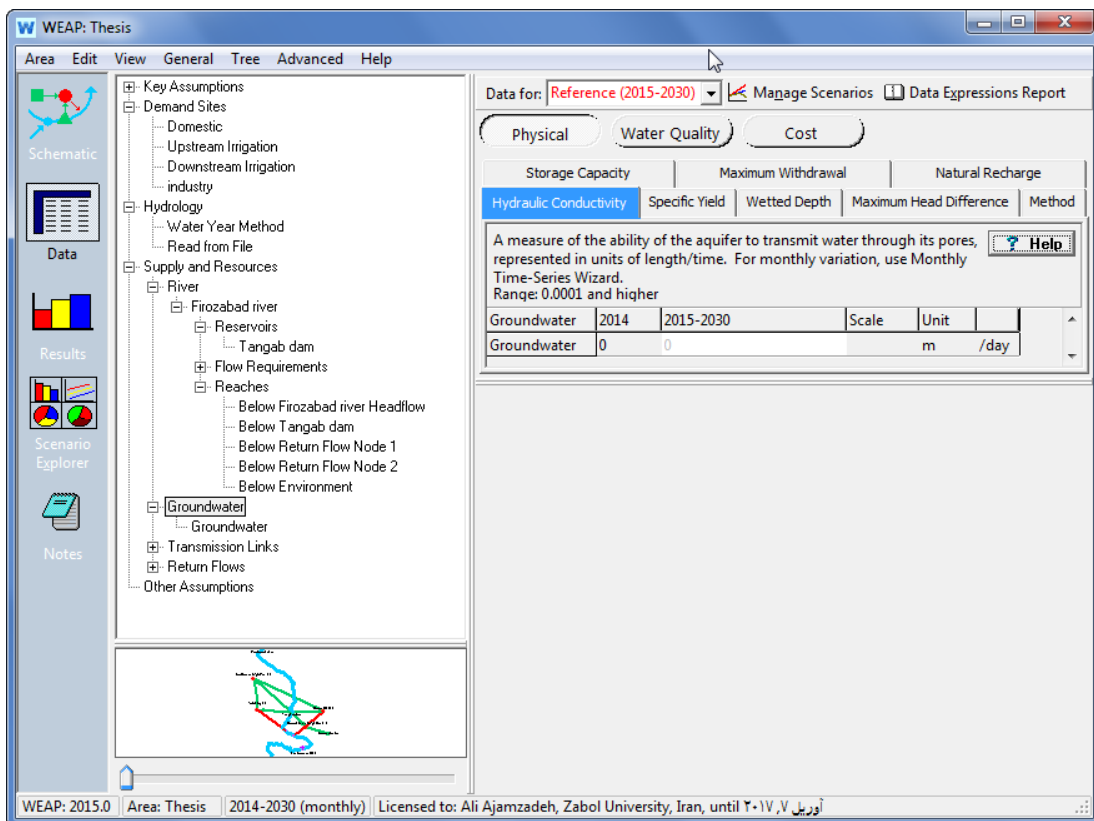 WEAP: Thesis
Area Edit View General Tree Advanced Help
Schematic
Data
Results
Scenario
Explorer
Notes
Key Assumptions
Demand Sites
Domestic
Upstream Irrigation
Downstream Irrigation
industry
Hydrology
Water Year Method
Read from File
Supply and Resources
River
Firozabad river
Reservoirs
Tangab dam
Flow Requirements
Reaches
Below Firozabad river Headflow
Below Tangab dam
Below Return Flow Node 1
Below Return Flow Node 2
Below Environment
Groundwater
Groundwater
Transmission Links
Return Flows
Other Assumptions
Data for: Reference (2015-2030) Manage Scenarios Data Expressions Report
Physical Water Quality Cost
Storage Capacity Maximum Withdrawal Natural Recharge
Hydraulic Conductivity Specific Yield Wetted Depth Maximum Head Difference Method
A measure of the ability of the aquifer to transmit water through its pores,
represented in units of length/time. For monthly variation, use Monthly
Time-Series Wizard.
Range: 0.0001 and higher
? Help
Groundwater 2014 2015-2030 Scale Unit
Groundwater 0 0 m /day
WEAP: 2015.0 Area: Thesis 2014-2030 (monthly) Licensed to: Ali Ajamzadeh, Zabol University, Iran, until آوریل ۷, ۲۰۱۷